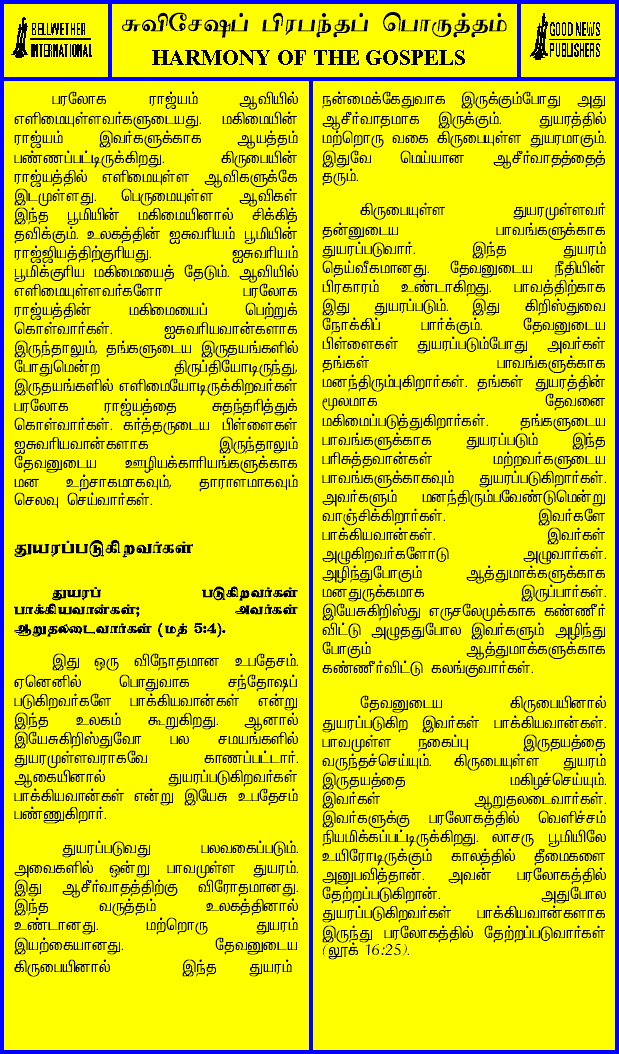 BELLWETHER
INTERNATIONAL
சுவிசேஷப் பிரபந்தப் பொருத்தம்
HARMONY OF THE GOSPELS
GOOD NEWS
PUBLISHERS
பரலோக ராஜ்யம் ஆவியில்
எளிமையுள்ளவர்களுடையது. மகிமையின்
ராஜ்யம் இவர்களுக்காக ஆயத்தம்
பண்ணப்பட்டிருக்கிறது. கிருபையின்
ராஜ்யத்தில் எளிமையுள்ள ஆவிகளுக்கே
இடமுள்ளது. பெருமையுள்ள ஆவிகள்
இந்த பூமியின் மகிமையினால் சிக்கித்
தவிக்கும். உலகத்தின் ஐசுவரியம் பூமியின்
ராஜ்ஜியத்திற்குரியது. ஐசுவரியம்
பூமிக்குரிய மகிமையைத் தேடும். ஆவியில்
எளிமையுள்ளவர்களோ பரலோக
ராஜ்யத்தின் மகிமையைப் பெற்றுக்
கொள்வார்கள். ஐசுவரியவான்களாக
இருந்தாலும், தங்களுடைய இருதயங்களில்
போதுமென்ற திருப்தியோடிருந்து,
இருதயங்களில் எளிமையோடிருக்கிறவர்கள்
பரலோக ராஜ்யத்தை சுதந்தரித்துக்
கொள்வார்கள். கர்த்தருடைய பிள்ளைகள்
ஐசுவரியவான்களாக இருந்தாலும்
தேவனுடைய ஊழியக்காரியங்களுக்காக
மன உற்சாகமாகவும், தாராளமாகவும்
செலவு செய்வார்கள்.
துயரப்படுகிறவர்கள்
துயரப் படுகிறவர்கள்
பாக்கியவான்கள்; அவர்கள்
ஆறுதலடைவார்கள் (மத் 5:4).
இது ஒரு விநோதமான உபதேசம்.
ஏனெனில் பொதுவாக சந்தோஷப்
படுகிறவர்களே பாக்கியவான்கள் என்று
இந்த உலகம் கூறுகிறது. ஆனால்
இயேசுகிறிஸ்துவோ பல சமயங்களில்
துயரமுள்ளவராகவே காணப்பட்டார்.
ஆகையினால் துயரப்படுகிறவர்கள்
பாக்கியவான்கள் என்று இயேசு உபதேசம்
பண்ணுகிறார்.
துயரப்படுவது பலவகைப்படும்.
அவைகளில் ஒன்று பாவமுள்ள துயரம்.
இது ஆசீர்வாதத்திற்கு விரோதமானது.
இந்த வருத்தம் உலகத்தினால்
உண்டானது. மற்றொரு துயரம்
இயற்கையானது. தேவனுடைய
கிருபையினால் இந்த துயரம்
நன்மைக்கேதுவாக இருக்கும்போது அது
ஆசீர்வாதமாக இருக்கும். துயரத்தில்
மற்றொரு வகை கிருபையுள்ள துயரமாகும்.
இதுவே மெய்யான ஆசீர்வாதத்தைத்
தரும்.
கிருபையுள்ள துயரமுள்ளவர்
தன்னுடைய பாவங்களுக்காக
துயரப்படுவார். இந்த துயரம்
தெய்வீகமானது. தேவனுடைய நீதியின்
பிரகாரம் உண்டாகிறது. பாவத்திற்காக
இது துயரப்படும். இது கிறிஸ்துவை
நோக்கிப் பார்க்கும். தேவனுடைய
பிள்ளைகள் துயரப்படும்போது அவர்கள்
தங்கள் பாவங்களுக்காக
மனந்திரும்புகிறார்கள். தங்கள் துயரத்தின்
மூலமாக தேவனை
மகிமைப்படுத்துகிறார்கள். தங்களுடைய
பாவங்களுக்காக துயரப்படும் இந்த
பரிசுத்தவான்கள் மற்றவர்களுடைய
பாவங்களுக்காகவும் துயரப்படுகிறார்கள்.
அவர்களும் மனந்திரும்பவேண்டுமென்று
வாஞ்சிக்கிறார்கள். இவர்களே
பாக்கியவான்கள். இவர்கள்
அழுகிறவர்களோடு அழுவார்கள்.
அழிந்துபோகும் ஆத்துமாக்களுக்காக
மனதுருக்கமாக இருப்பார்கள்.
இயேசுகிறிஸ்து எருசலேமுக்காக கண்ணீர்
விட்டு அழுததுபோல இவர்களும் அழிந்து
போகும் ஆத்துமாக்களுக்காக
கண்ணீர்விட்டு கலங்குவார்கள்.
தேவனுடைய கிருபையினால்
துயரப்படுகிற இவர்கள் பாக்கியவான்கள்.
பாவமுள்ள நகைப்பு இருதயத்தை
வருந்தச்செய்யும். கிருபையுள்ள துயரம்
இருதயத்தை மகிழச்செய்யும்.
இவர்கள் ஆறுதலடைவார்கள்.
இவர்களுக்கு பரலோகத்தில் வெளிச்சம்
நியமிக்கப்பட்டிருக்கிறது. லாசரு பூமியிலே
உயிரோடிருக்கும் காலத்தில் தீமைகளை
அனுபவித்தான். அவன் பரலோகத்தில்
தேற்றப்படுகிறான். அதுபோல
துயரப்படுகிறவர்கள் பாக்கியவான்களாக
இருந்து பரலோகத்தில் தேற்றப்படுவார்கள்
(லூக் 16:25).